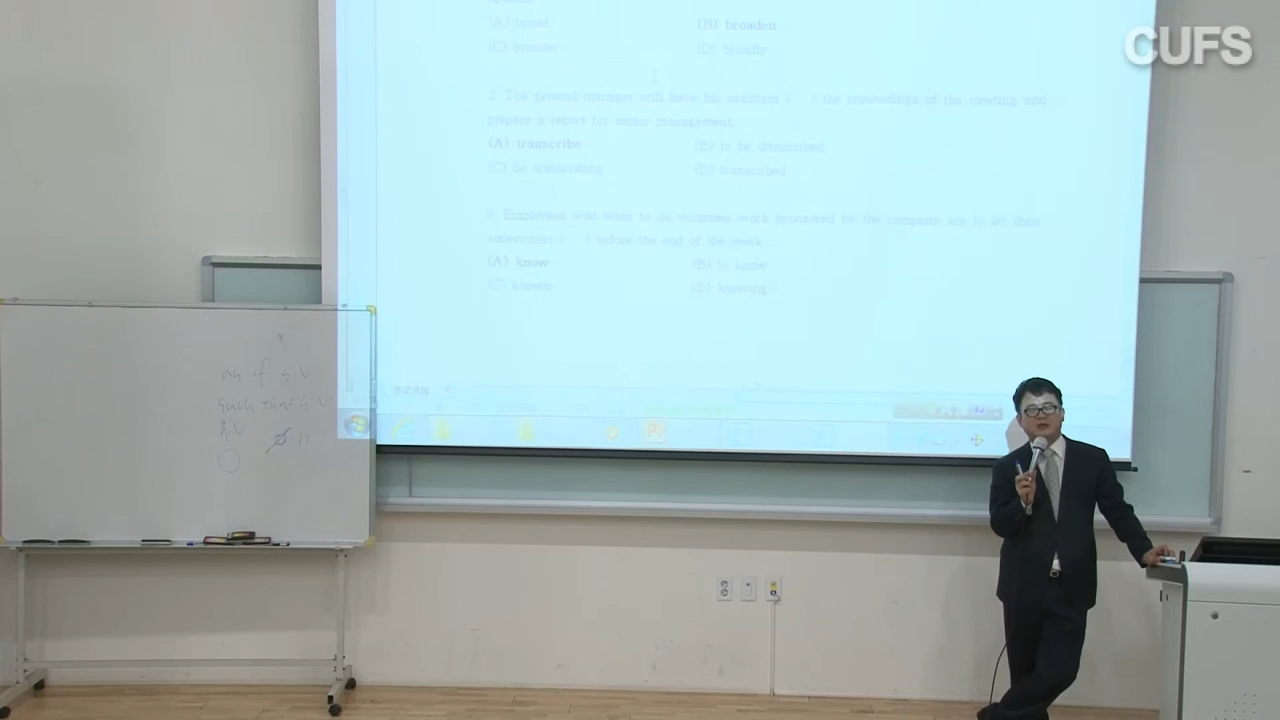 CUFS
(A) broad (B) broaden
(C) broader (D) broadly
2. The general manager will have his assistant ( ) the proceedings of the meeting and
prepare a report for senior management.
(A) transcribe (B) to be transcribed
(C) be transcribing (D) transcribed
3. Employees who want to do volunteer work sponsored by the company are to let their
supervisors ( ) before the end of the week.
(A) know (B) to know
(C) known (D) knowing
as if S V
such that S V